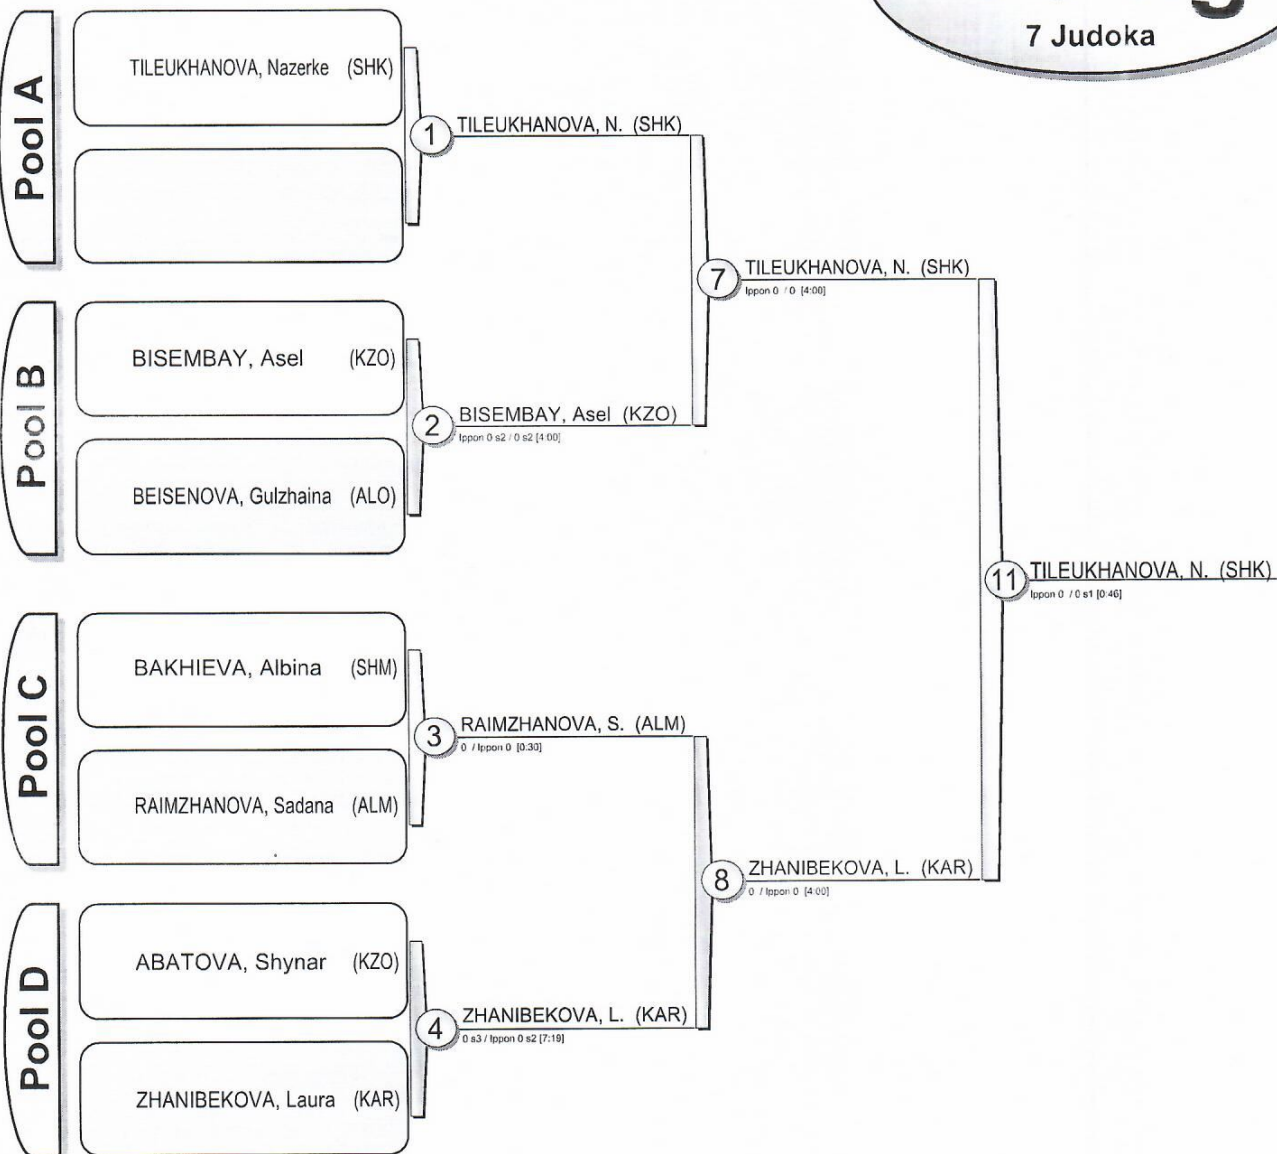 7 Judoka
Pool A
TILEUKHANOVA, Nazerke (SHK)
1 TILEUKHANOVA, N. (SHK)
7 TILEUKHANOVA, N. (SHK)
Ippon 0 / 0 [4:00]
Pool B
BISEMBAY, Asel (KZO)
2 BISEMBAY, Asel (KZO)
Ippon 0 s2 / 0 s2 [4:00]
BEISENOVA, Gulzhaina (ALO)
11 TILEUKHANOVA, N. (SHK)
Ippon 0 / 0 s1 [0:46]
Pool C
BAKHIEVA, Albina (SHM)
3 RAIMZHANOVA, S. (ALM)
0 / Ippon 0 [0:30]
RAIMZHANOVA, Sadana (ALM)
8 ZHANIBEKOVA, L. (KAR)
0 / Ippon 0 [4:00]
Pool D
ABATOVA, Shynar (KZO)
4 ZHANIBEKOVA, L. (KAR)
0 s3 / Ippon 0 s2 [7:19]
ZHANIBEKOVA, Laura (KAR)